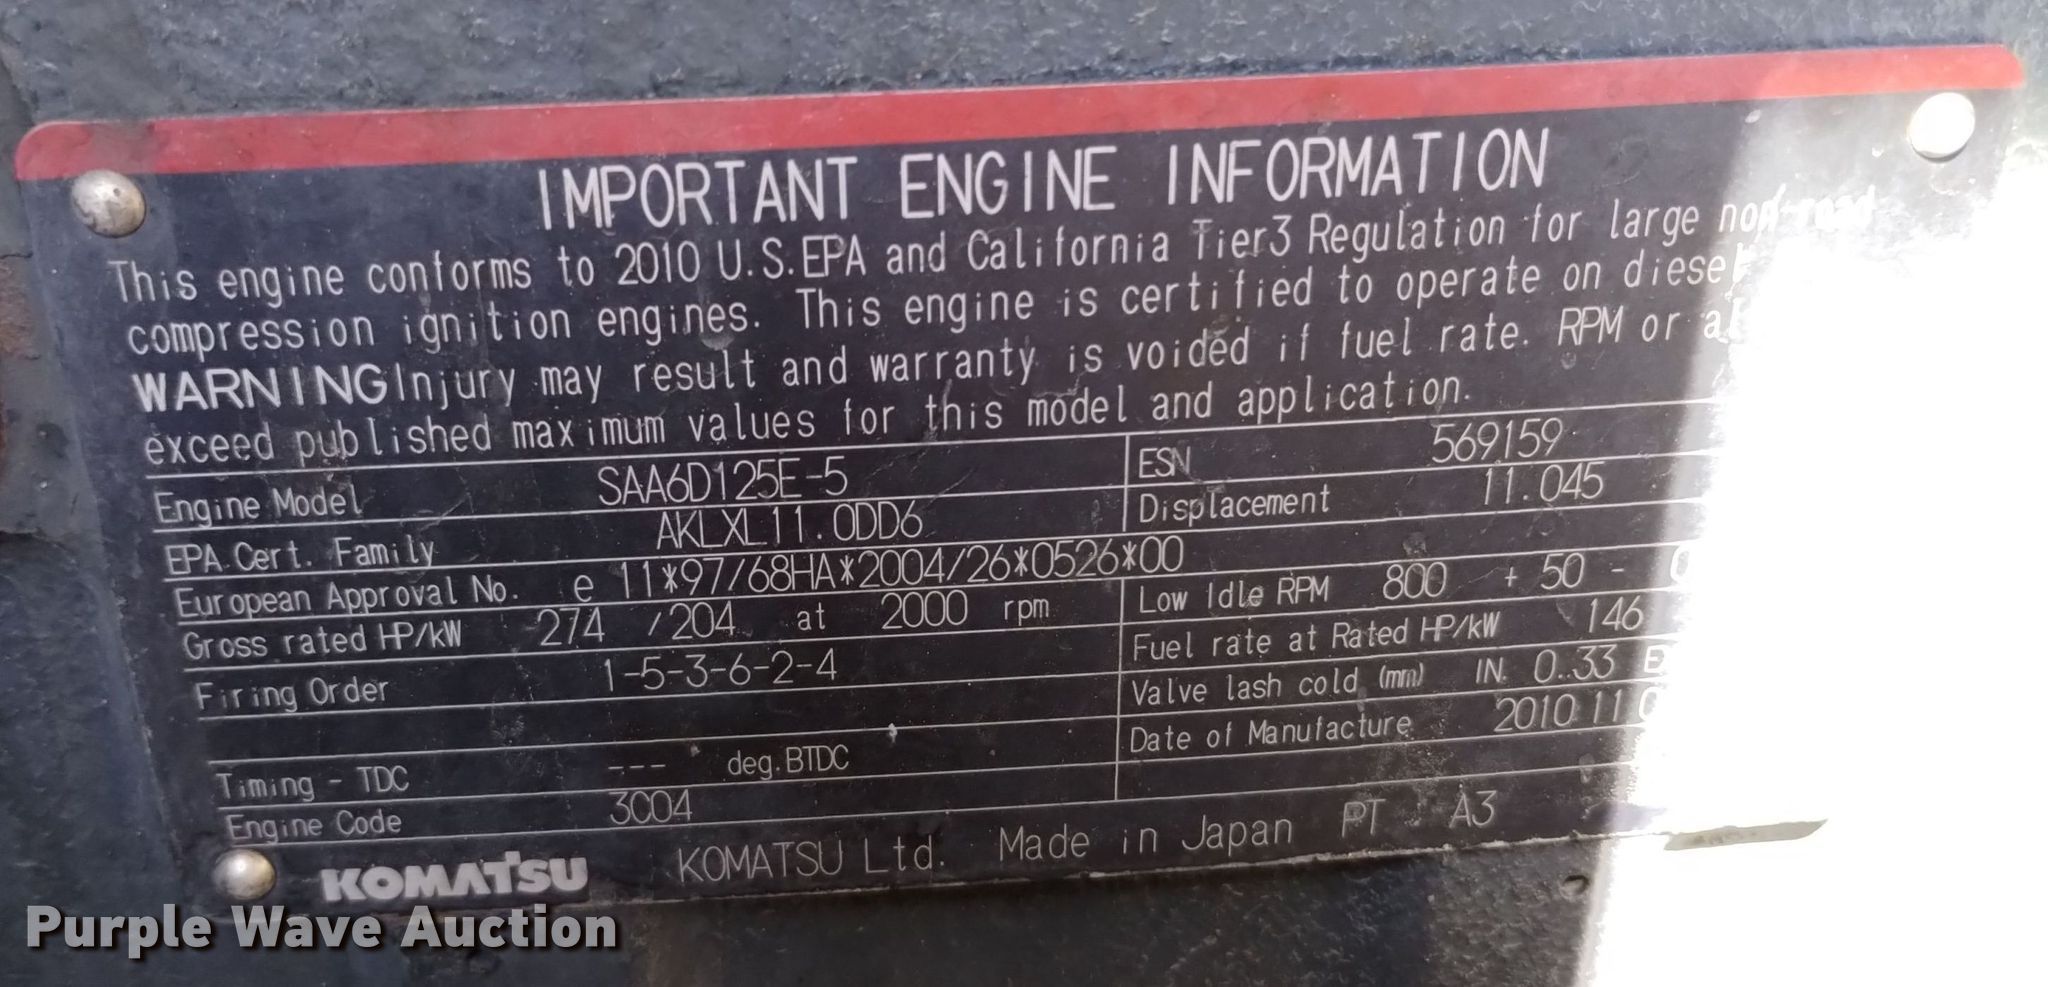 IMPORTANT ENGINE INFORMATION
This engine conforms to 2010 U.S.EPA and California Tier3 Regulation for large non-road
compression ignition engines. This engine is certified to operate on diesel
WARNING Injury may result and warranty is voided if fuel rate. RPM or
exceed published maximum values for this model and application.
Engine Model SAA6D125E-5 ESN 569159
EPA Cert. Family AKLXL11.0DD6 Displacement 11.045
European Approval No. e 11*97/68HA*2004/26*0526*00
Gross rated HP/kW 274 / 204 at 2000 rpm Low Idle RPM 800 + 50 -
Firing Order 1-5-3-6-2-4 Fuel rate at Rated HP/kW 146
Valve lash cold (mm) IN. 0.33
Timing - TDC --- deg.BTDC Date of Manufacture 2010 11
Engine Code 3C04
KOMATSU KOMATSU Ltd. Made in Japan PT A3
Purple Wave Auction